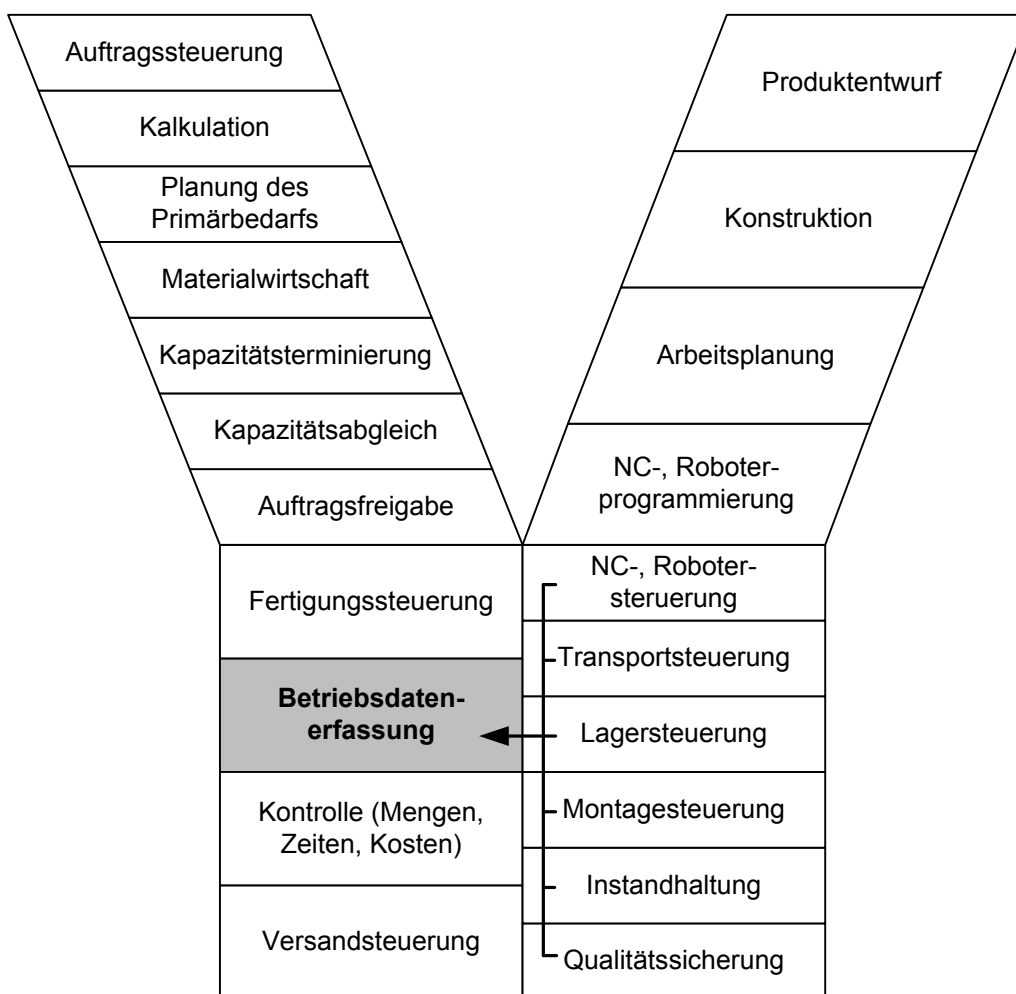 Auftragssteuerung
Kalkulation
Planung des
Primärbedarfs
Materialwirtschaft
Kapazitätsterminierung
Kapazitätsabgleich
Auftragsfreigabe
Fertigungssteuerung
Betriebsdaten-
erfassung
Kontrolle (Mengen,
Zeiten, Kosten)
Versandsteuerung
Produktentwurf
Konstruktion
Arbeitsplanung
NC-, Roboter-
programmierung
NC-, Roboter-
steruerung
Transportsteuerung
Lagersteuerung
Montagesteuerung
Instandhaltung
Qualitätssicherung